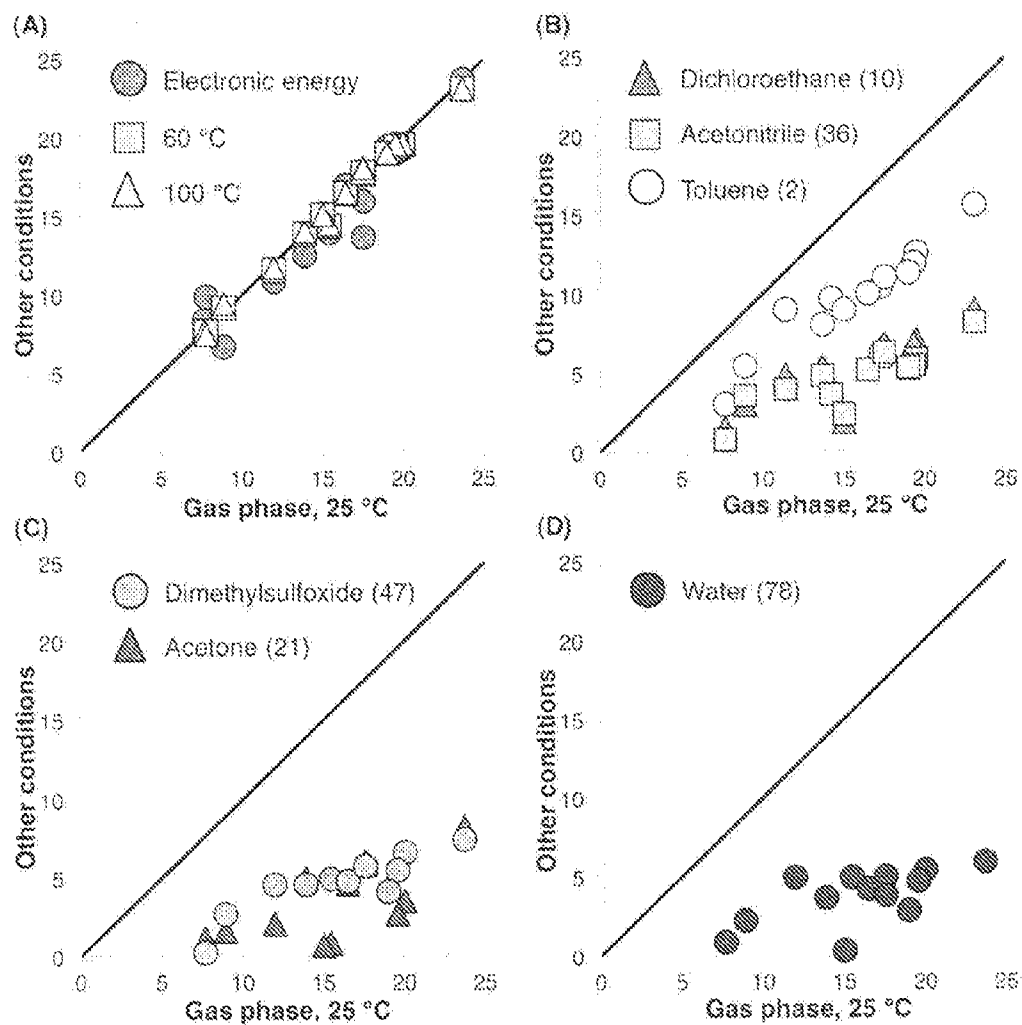 (A)
25
20
15
10
5
0
Other conditions
Electronic energy
60 °C
100 °C
0 5 10 15 20 25
Gas phase, 25 °C
(B)
25
20
15
10
5
0
Other conditions
Dichloroethane (10)
Acetonitrile (36)
Toluene (2)
0 5 10 15 20 25
Gas phase, 25 °C
(C)
25
20
15
10
5
0
Other conditions
Dimethylsulfoxide (47)
Acetone (21)
0 5 10 15 20 25
Gas phase, 25 °C
(D)
25
20
15
10
5
0
Other conditions
Water (78)
0 5 10 15 20 25
Gas phase, 25 °C